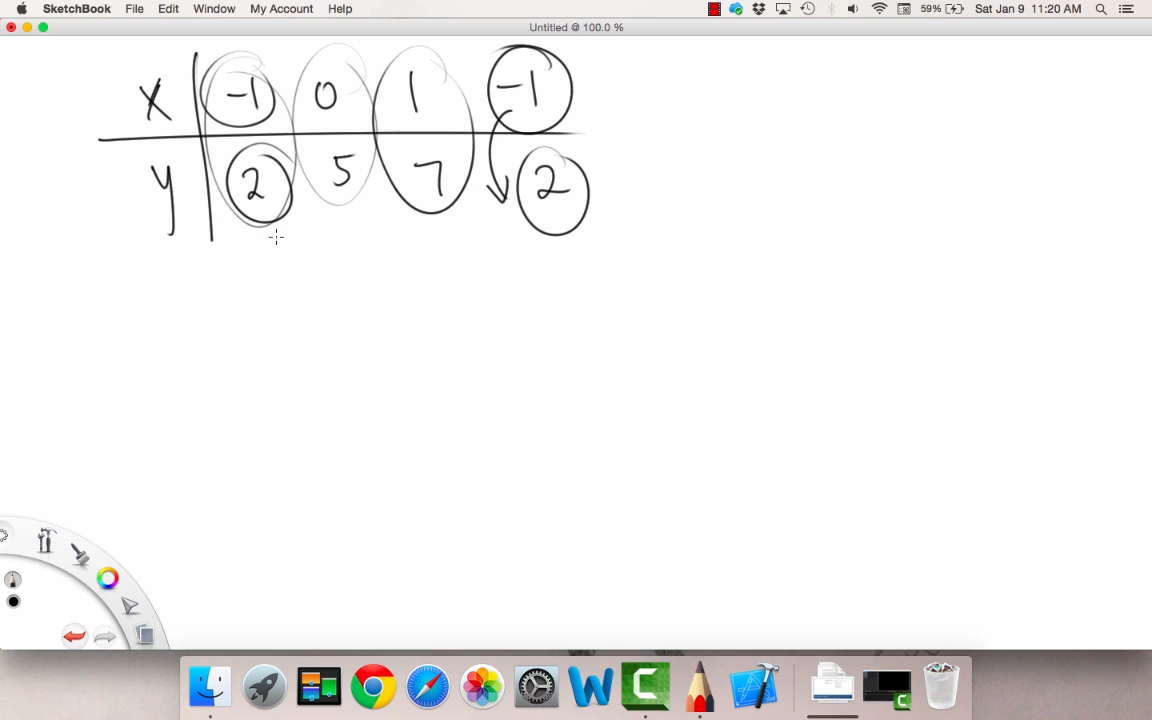 SketchBook File Edit Window My Account Help 59% Sat Jan 9 11:20 AM
Untitled @ 100.0 %
x -1 0 1 -1
y 2 5 7 2